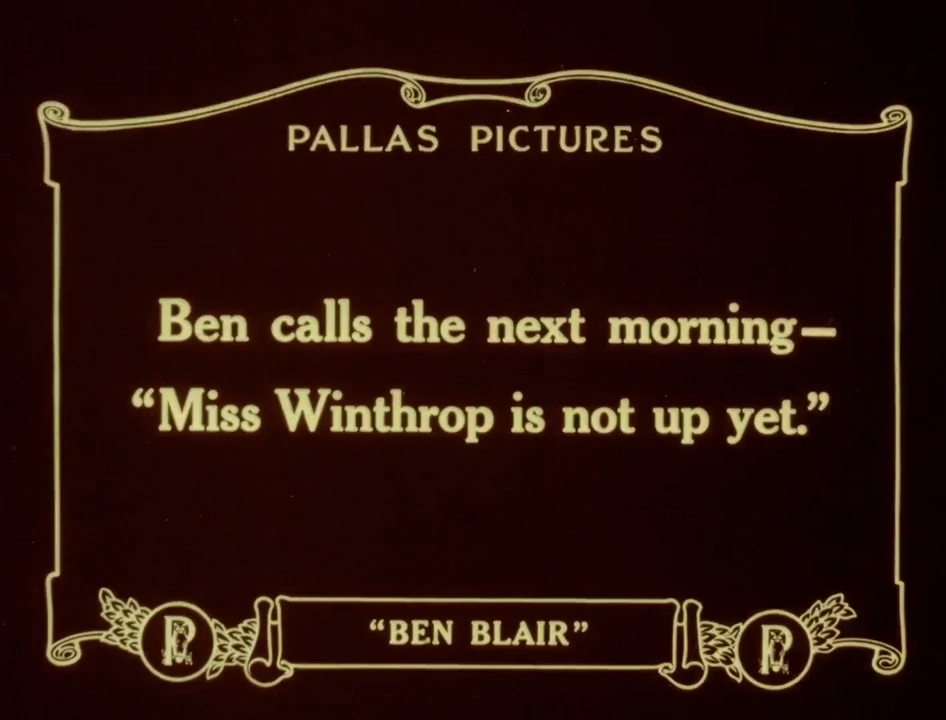 PALLAS PICTURES
Ben calls the next morning—
“Miss Winthrop is not up yet.”
P
“BEN BLAIR”
P